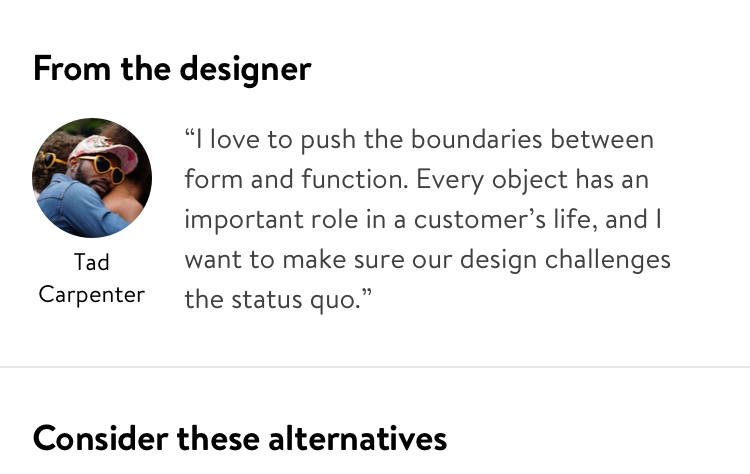 From the designer
“I love to push the boundaries between
form and function. Every object has an
important role in a customer’s life, and I
want to make sure our design challenges
the status quo.”
Tad
Carpenter
Consider these alternatives